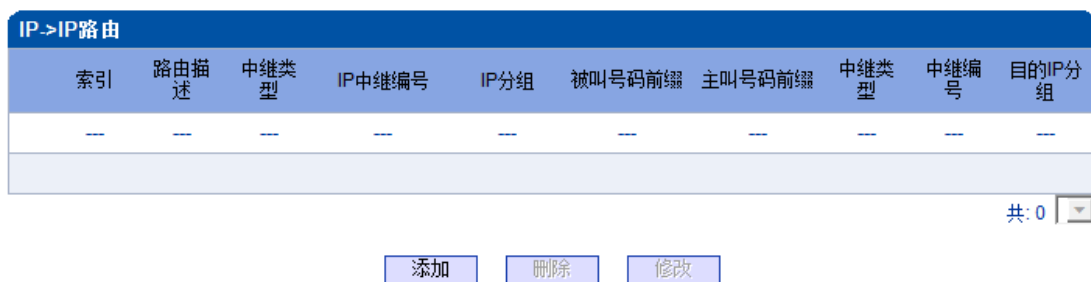 IP->IP路由
索引 路由描述 中继类型 IP中继编号 IP分组 被叫号码前缀 主叫号码前缀 中继类型 中继编号 目的IP分组
--- --- --- --- --- --- --- --- --- ---
共: 0
添加 删除 修改